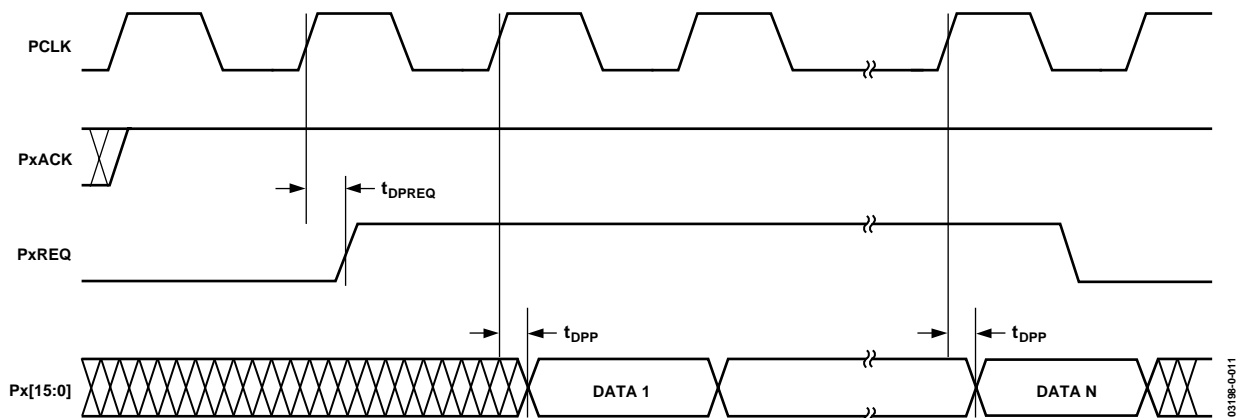 PCLK
PxACK
tDPREQ
PxREQ
tDPP
tDPP
Px[15:0]
DATA 1
DATA N
03198-0-011